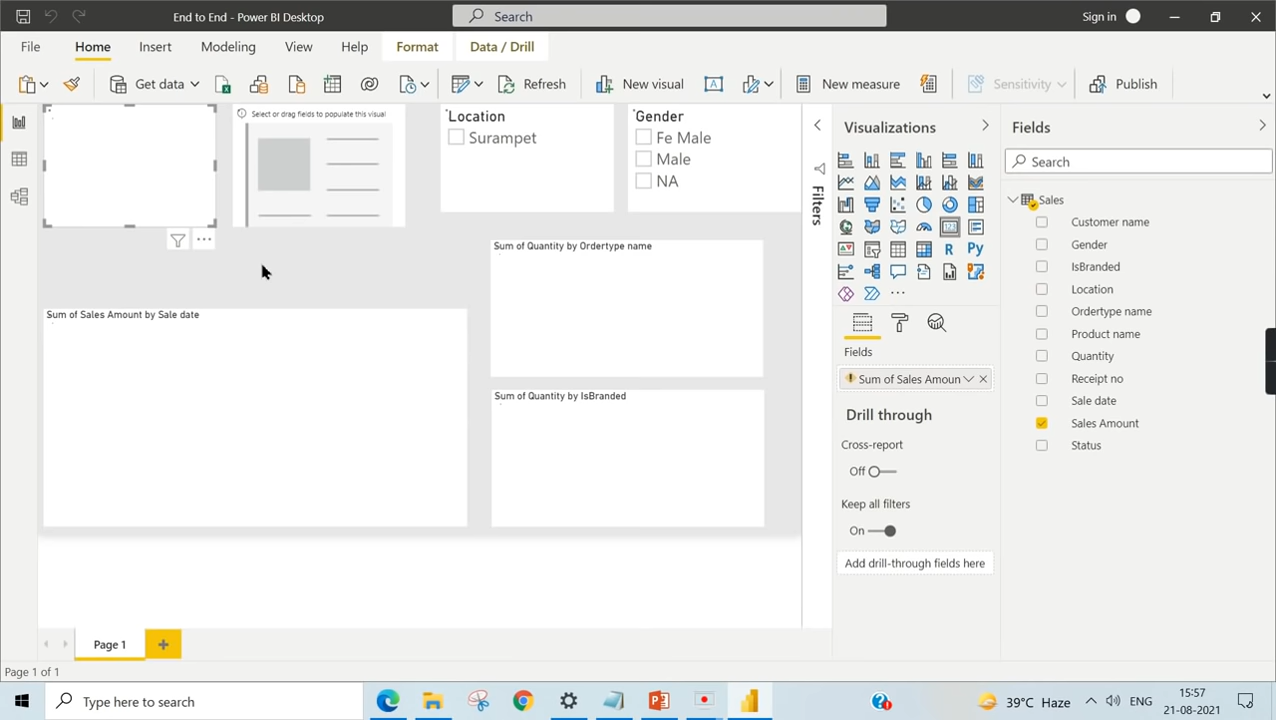 End to End - Power BI Desktop
Search
Sign in
File
Home
Insert
Modeling
View
Help
Format
Data / Drill
Get data
Refresh
New visual
New measure
Sensitivity
Publish
Select or drag fields to populate this visual
Location
Surampet
Gender
Fe Male
Male
NA
Sum of Quantity by Ordertype name
Sum of Sales Amount by Sale date
Sum of Quantity by IsBranded
Filters
Visualizations
R
Py
123
Fields
Sum of Sales Amoun
Drill through
Cross-report
Off
Keep all filters
On
Add drill-through fields here
Fields
Search
Sales
Customer name
Gender
IsBranded
Location
Ordertype name
Product name
Quantity
Receipt no
Sale date
Sales Amount
Status
Page 1
Page 1 of 1
Type here to search
39°C Haze
ENG
15:57
21-08-2021